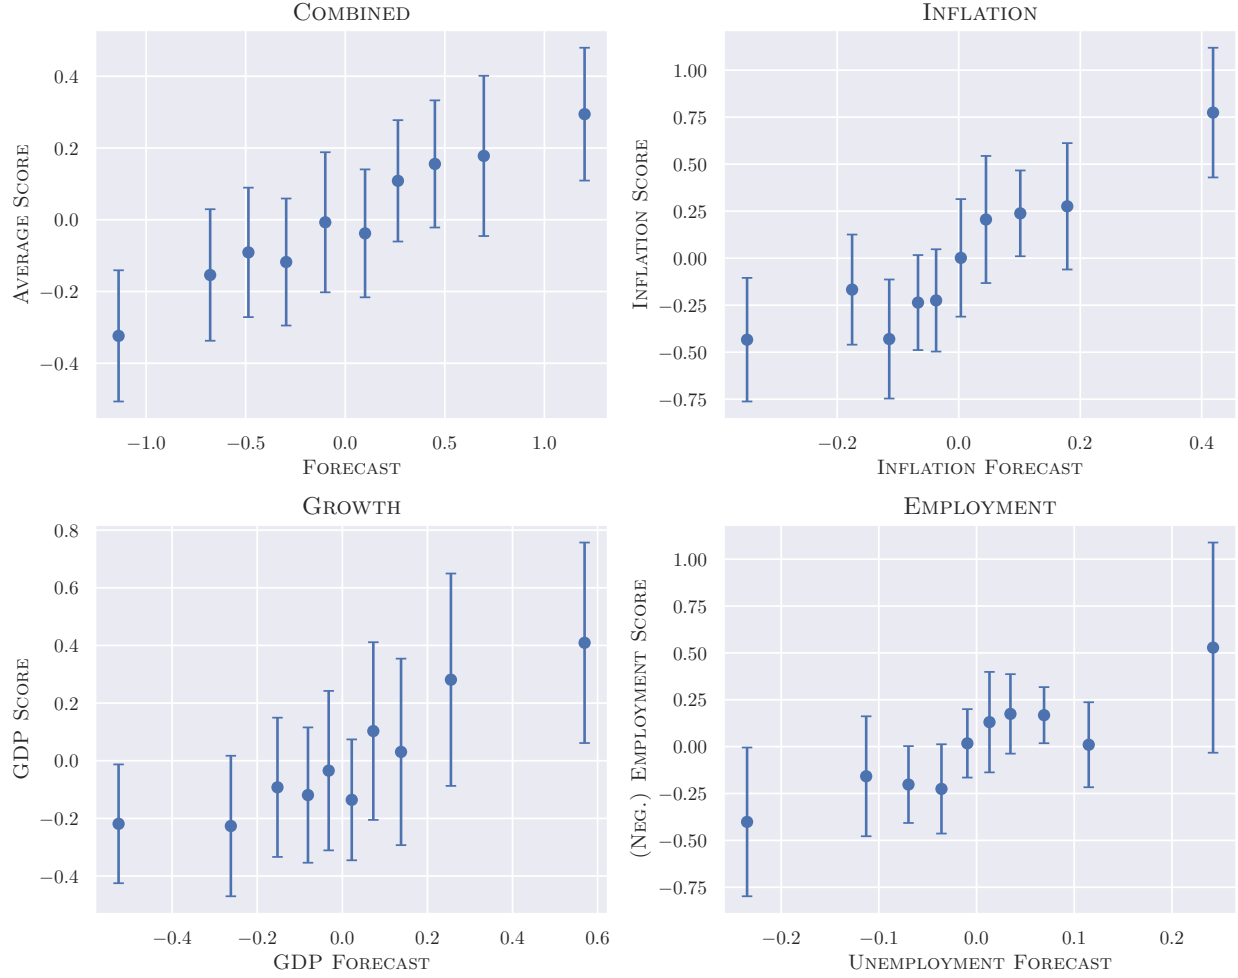 COMBINED
AVERAGE SCORE
0.4
0.2
0.0
−0.2
−0.4
−1.0 −0.5 0.0 0.5 1.0
FORECAST
INFLATION
INFLATION SCORE
1.00
0.75
0.50
0.25
0.00
−0.25
−0.50
−0.75
−0.2 0.0 0.2 0.4
INFLATION FORECAST
GROWTH
GDP SCORE
0.8
0.6
0.4
0.2
0.0
−0.2
−0.4
−0.4 −0.2 0.0 0.2 0.4 0.6
GDP FORECAST
EMPLOYMENT
(NEG.) EMPLOYMENT SCORE
1.00
0.75
0.50
0.25
0.00
−0.25
−0.50
−0.75
−0.2 −0.1 0.0 0.1 0.2
UNEMPLOYMENT FORECAST